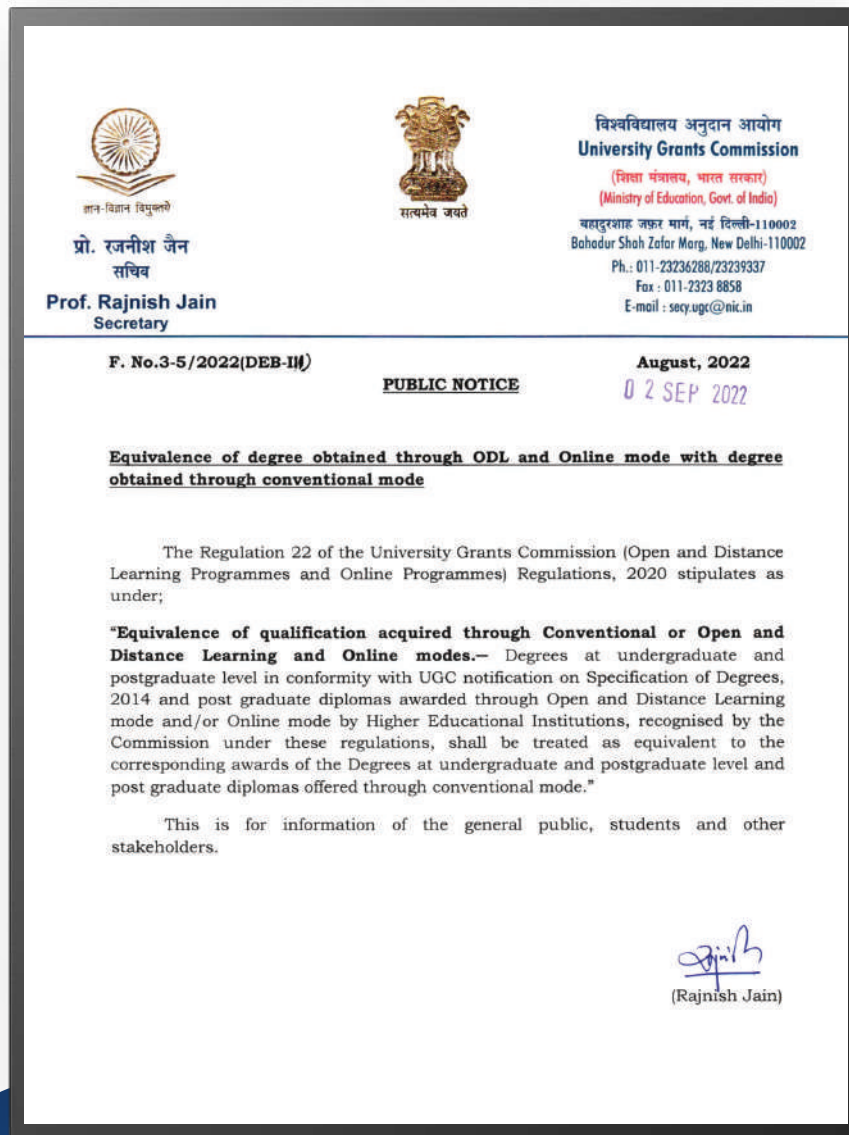 ज्ञान-विज्ञान विमुक्तये
प्रो. रजनीश जैन
सचिव
Prof. Rajnish Jain
Secretary
सत्यमेव जयते
विश्वविद्यालय अनुदान आयोग
University Grants Commission
(शिक्षा मंत्रालय, भारत सरकार)
(Ministry of Education, Govt. of India)
बहादुरशाह ज़फ़र मार्ग, नई दिल्ली-110002
Bahadur Shah Zafar Marg, New Delhi-110002
Ph.: 011-23236288/23239337
Fax : 011-2323 8858
E-mail : secy.ugc@nic.in
F. No.3-5/2022(DEB-III)
August, 2022
PUBLIC NOTICE
02 SEP 2022
Equivalence of degree obtained through ODL and Online mode with degree
obtained through conventional mode
The Regulation 22 of the University Grants Commission (Open and Distance
Learning Programmes and Online Programmes) Regulations, 2020 stipulates as
under;
"Equivalence of qualification acquired through Conventional or Open and
Distance Learning and Online modes.— Degrees at undergraduate and
postgraduate level in conformity with UGC notification on Specification of Degrees,
2014 and post graduate diplomas awarded through Open and Distance Learning
mode and/or Online mode by Higher Educational Institutions, recognised by the
Commission under these regulations, shall be treated as equivalent to the
corresponding awards of the Degrees at undergraduate and postgraduate level and
post graduate diplomas offered through conventional mode."
This is for information of the general public, students and other
stakeholders.
(Rajnish Jain)